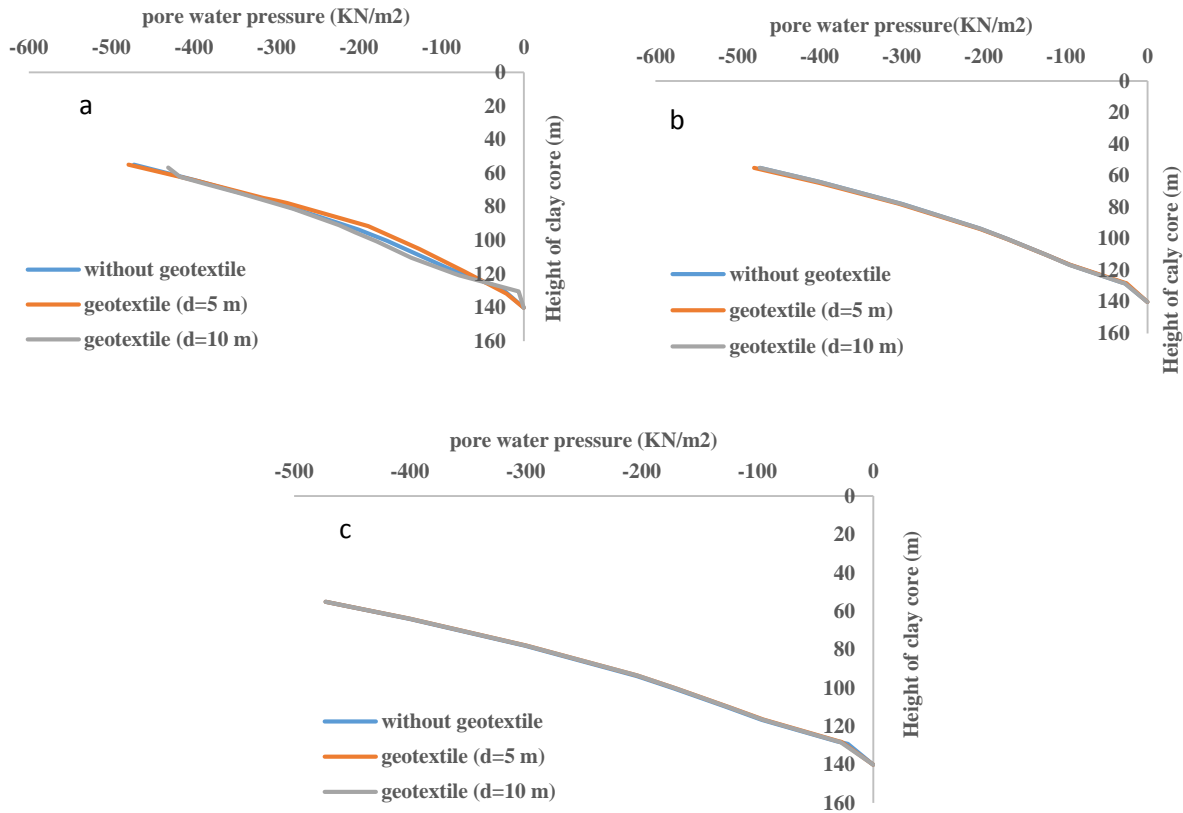 pore water pressure (KN/m2)
-600 -500 -400 -300 -200 -100 0
0
20
40
60
80
100
120
140
160
Height of clay core (m)
a
without geotextile
geotextile (d=5 m)
geotextile (d=10 m)
pore water pressure(KN/m2)
-600 -500 -400 -300 -200 -100 0
0
20
40
60
80
100
120
140
160
Height of caly core (m)
b
without geotextile
geotextile (d=5 m)
geotextile (d=10 m)
pore water pressure (KN/m2)
-500 -400 -300 -200 -100 0
0
20
40
60
80
100
120
140
160
Height of clay core (m)
c
without geotextile
geotextile (d=5 m)
geotextile (d=10 m)